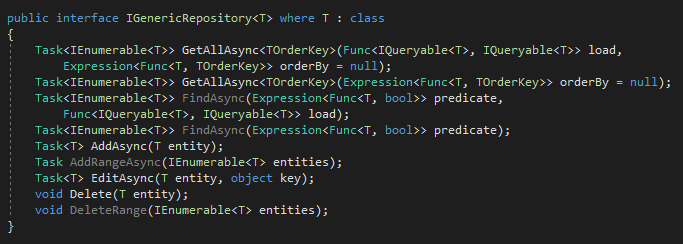 public interface IGenericRepository<T> where T : class
{
    Task<IEnumerable<T>> GetAllAsync<TOrderKey>(Func<IQueryable<T>, IQueryable<T>> load,
        Expression<Func<T, TOrderKey>> orderBy = null);
    Task<IEnumerable<T>> GetAllAsync<TOrderKey>(Expression<Func<T, TOrderKey>> orderBy = null);
    Task<IEnumerable<T>> FindAsync(Expression<Func<T, bool>> predicate,
        Func<IQueryable<T>, IQueryable<T>> load);
    Task<IEnumerable<T>> FindAsync(Expression<Func<T, bool>> predicate);
    Task<T> AddAsync(T entity);
    Task AddRangeAsync(IEnumerable<T> entities);
    Task<T> EditAsync(T entity, object key);
    void Delete(T entity);
    void DeleteRange(IEnumerable<T> entities);
}